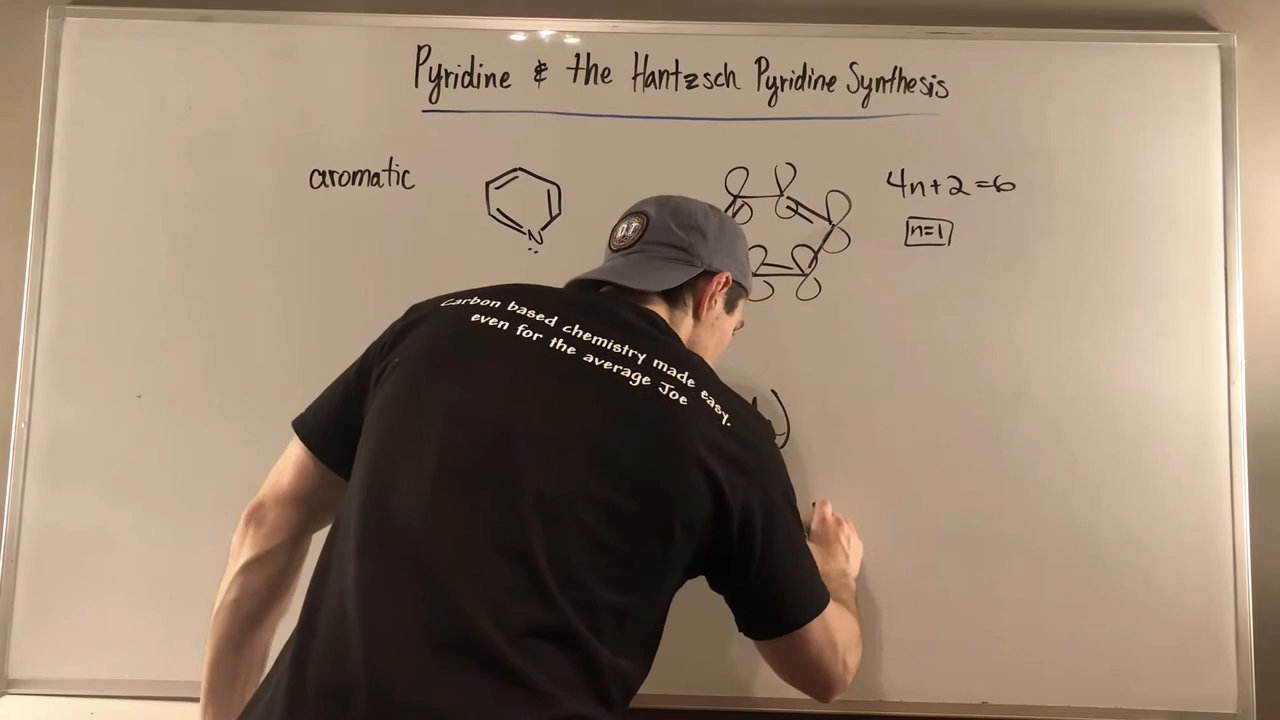 Pyridine & the Hantzsch Pyridine Synthesis
aromatic
N
4n+2=6
n=1
D.T
Carbon based chemistry made easy.
even for the average Joe